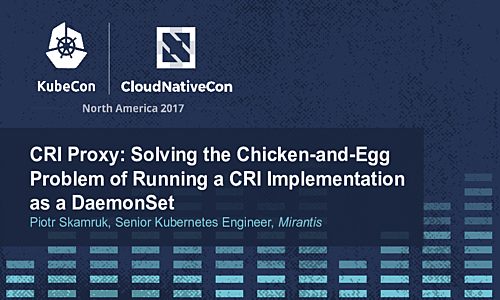 KubeCon
CloudNativeCon
North America 2017
CRI Proxy: Solving the Chicken-and-Egg
Problem of Running a CRI Implementation
as a DaemonSet
Piotr Skamruk, Senior Kubernetes Engineer, Mirantis